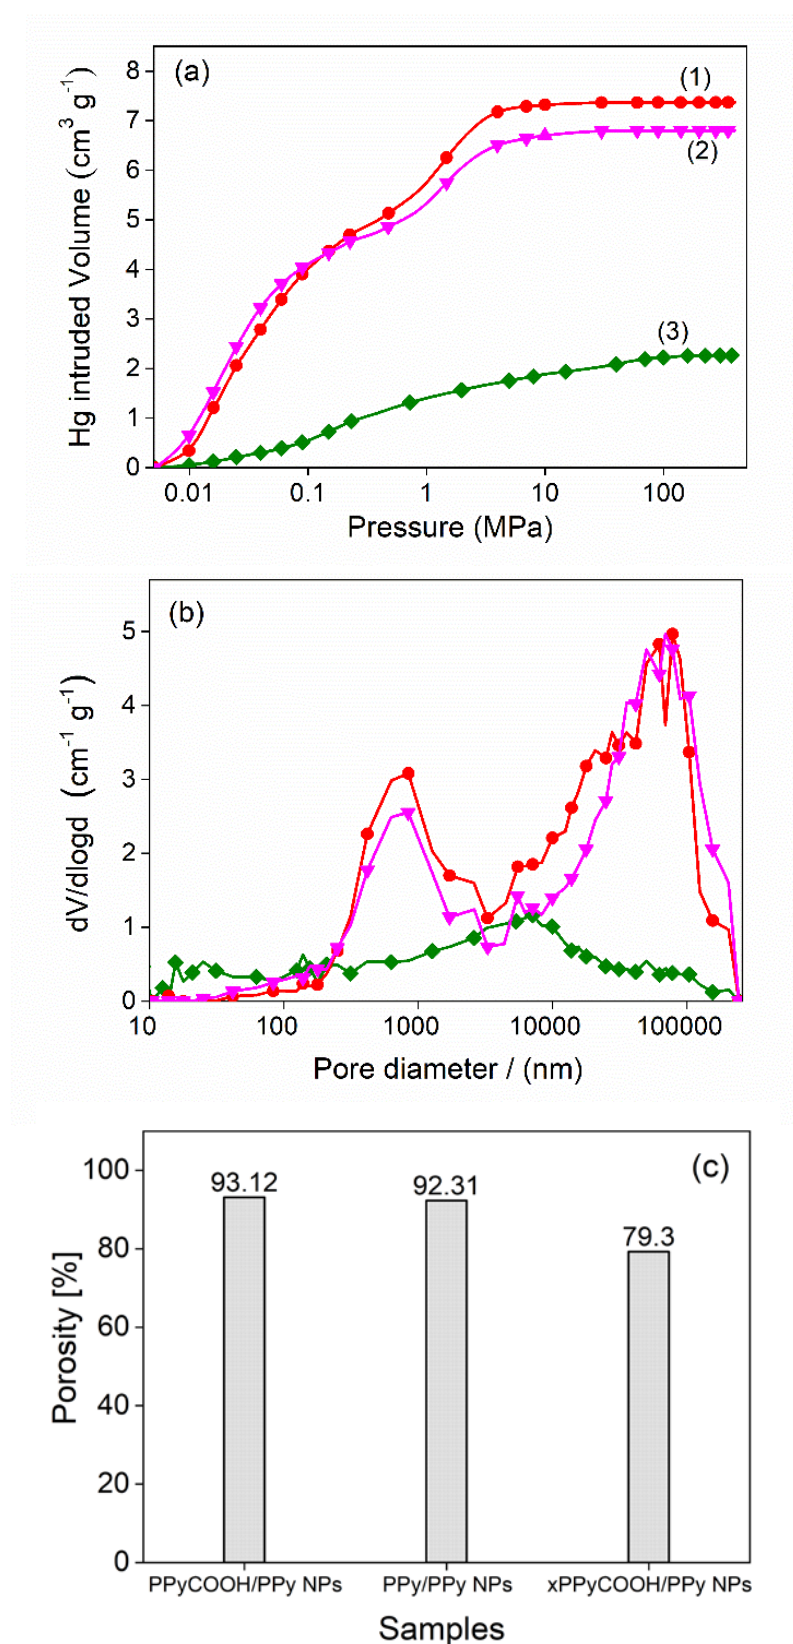 (a)
Hg intruded Volume (cm³ g⁻¹)
8
7
6
5
4
3
2
1
0
(1)
(2)
(3)
0.01 0.1 1 10 100
Pressure (MPa)
(b)
dV/dlogd (cm⁻¹ g⁻¹)
5
4
3
2
1
0
10 100 1000 10000 100000
Pore diameter / (nm)
(c)
Porosity [%]
100
80
60
40
20
0
93.12
92.31
79.3
PPyCOOH/PPy NPs PPy/PPy NPs xPPyCOOH/PPy NPs
Samples